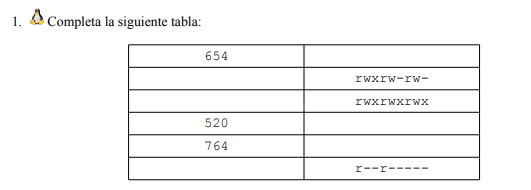 1. Completa la siguiente tabla:
654
rwxrw-rw-
rwxrwxrwx
520
764
r--r-----